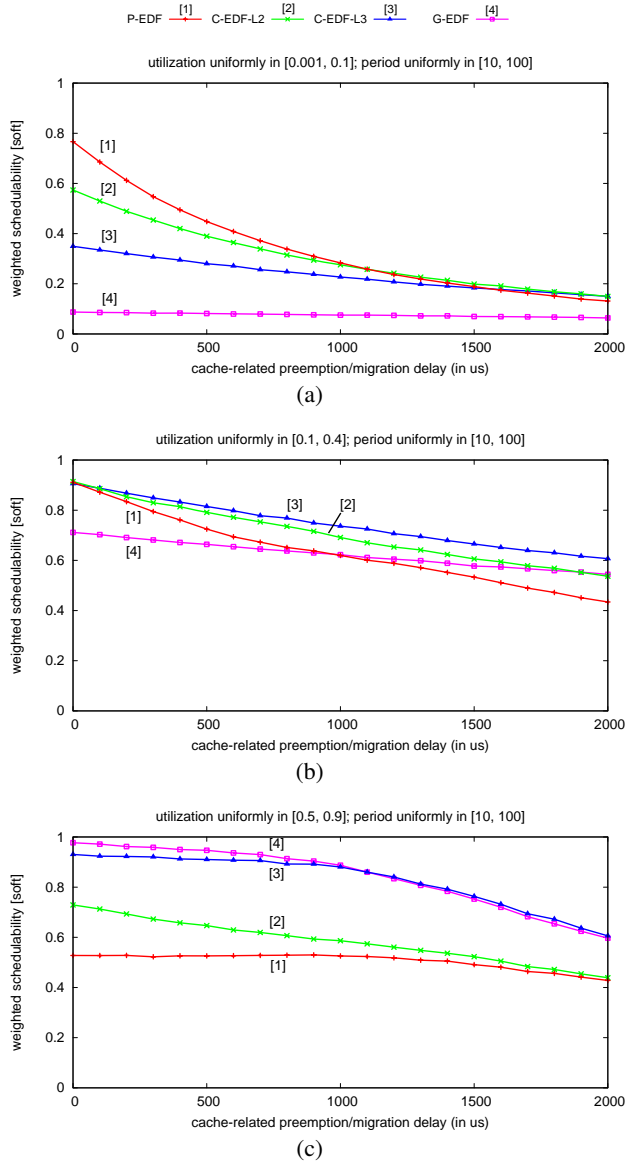 P-EDF [1] C-EDF-L2 [2] C-EDF-L3 [3] G-EDF [4]
utilization uniformly in [0.001, 0.1]; period uniformly in [10, 100]
weighted schedulability [soft]
1
0.8
0.6
0.4
0.2
0
[1]
[2]
[3]
[4]
0 500 1000 1500 2000
cache-related preemption/migration delay (in us)
(a)
utilization uniformly in [0.1, 0.4]; period uniformly in [10, 100]
weighted schedulability [soft]
1
0.8
0.6
0.4
0.2
0
[3] [2]
[1]
[4]
0 500 1000 1500 2000
cache-related preemption/migration delay (in us)
(b)
utilization uniformly in [0.5, 0.9]; period uniformly in [10, 100]
weighted schedulability [soft]
1
0.8
0.6
0.4
0.2
0
[4]
[3]
[2]
[1]
0 500 1000 1500 2000
cache-related preemption/migration delay (in us)
(c)